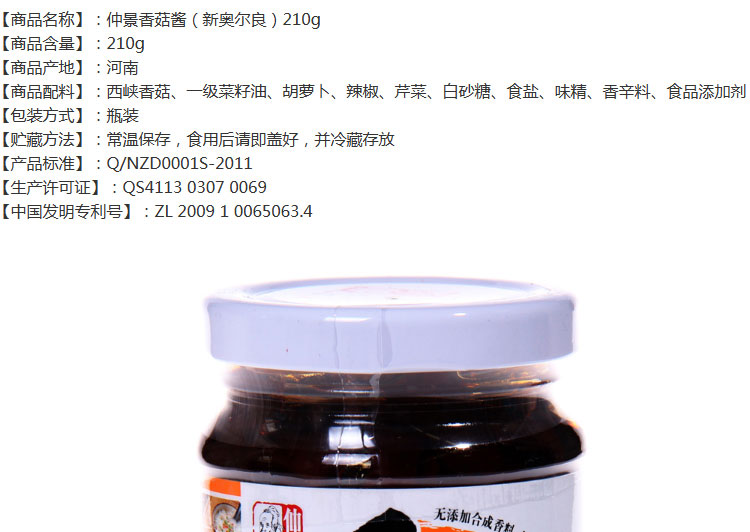 【商品名称】：仲景香菇酱（新奥尔良）210g
【商品含量】：210g
【商品产地】：河南
【商品配料】：西峡香菇、一级菜籽油、胡萝卜、辣椒、芹菜、白砂糖、食盐、味精、香辛料、食品添加剂
【包装方式】：瓶装
【贮藏方法】：常温保存，食用后请即盖好，并冷藏存放
【产品标准】：Q/NZD0001S-2011
【生产许可证】：QS4113 0307 0069
【中国发明专利号】：ZL 2009 1 0065063.4
无添加合成香料
仲